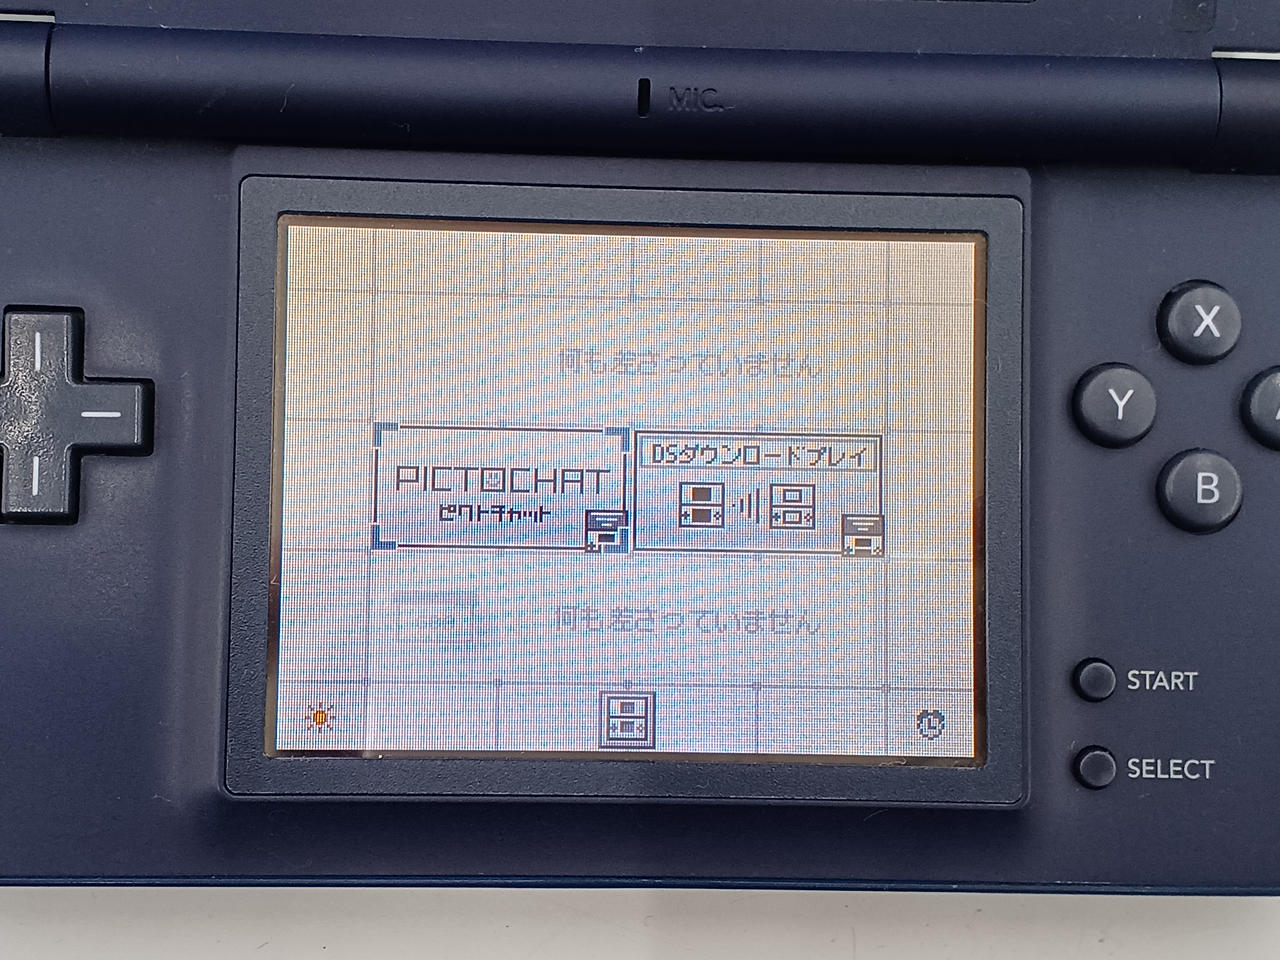 MIC.
何も差さっていません
PICTOCHAT
ピクトチャット
DSダウンロードプレイ
何も差さっていません
X
Y
B
START
SELECT